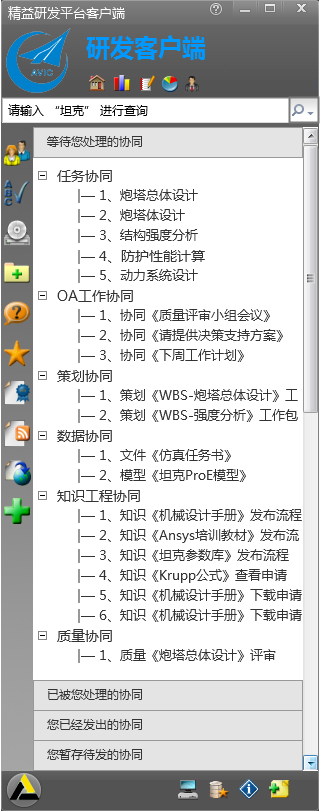 精益研发平台客户端
AVIC
研发客户端
请输入 “坦克” 进行查询
等待您处理的协同
任务协同
|— 1、炮塔总体设计
|— 2、炮塔体设计
|— 3、结构强度分析
|— 4、防护性能计算
|— 5、动力系统设计
OA工作协同
|— 1、协同《质量评审小组会议》
|— 2、协同《请提供决策支持方案》
|— 3、协同《下周工作计划》
策划协同
|— 1、策划《WBS-炮塔总体设计》工
|— 2、策划《WBS-强度分析》工作包
数据协同
|— 1、文件《仿真任务书》
|— 2、模型《坦克ProE模型》
知识工程协同
|— 1、知识《机械设计手册》发布流程
|— 2、知识《Ansys培训教材》发布流
|— 3、知识《坦克参数库》发布流程
|— 4、知识《Krupp公式》查看申请
|— 5、知识《机械设计手册》下载申请
|— 6、知识《机械设计手册》下载申请
质量协同
|— 1、质量《炮塔总体设计》评审
已被您处理的协同
您已经发出的协同
您暂存待发的协同